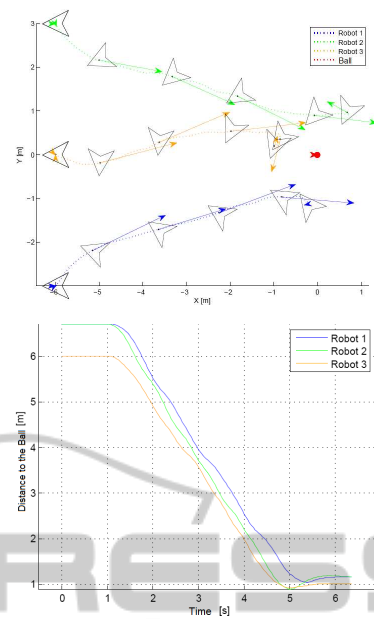 3
2
1
0
−1
−2
Y [m]
Robot 1
Robot 2
Robot 3
Ball
−6 −5 −4 −3 −2 −1 0 1
X [m]
Robot 1
Robot 2
Robot 3
6
5
4
3
2
1
Distance to the Ball [m]
0 1 2 3 4 5 6
Time [s]
RESS